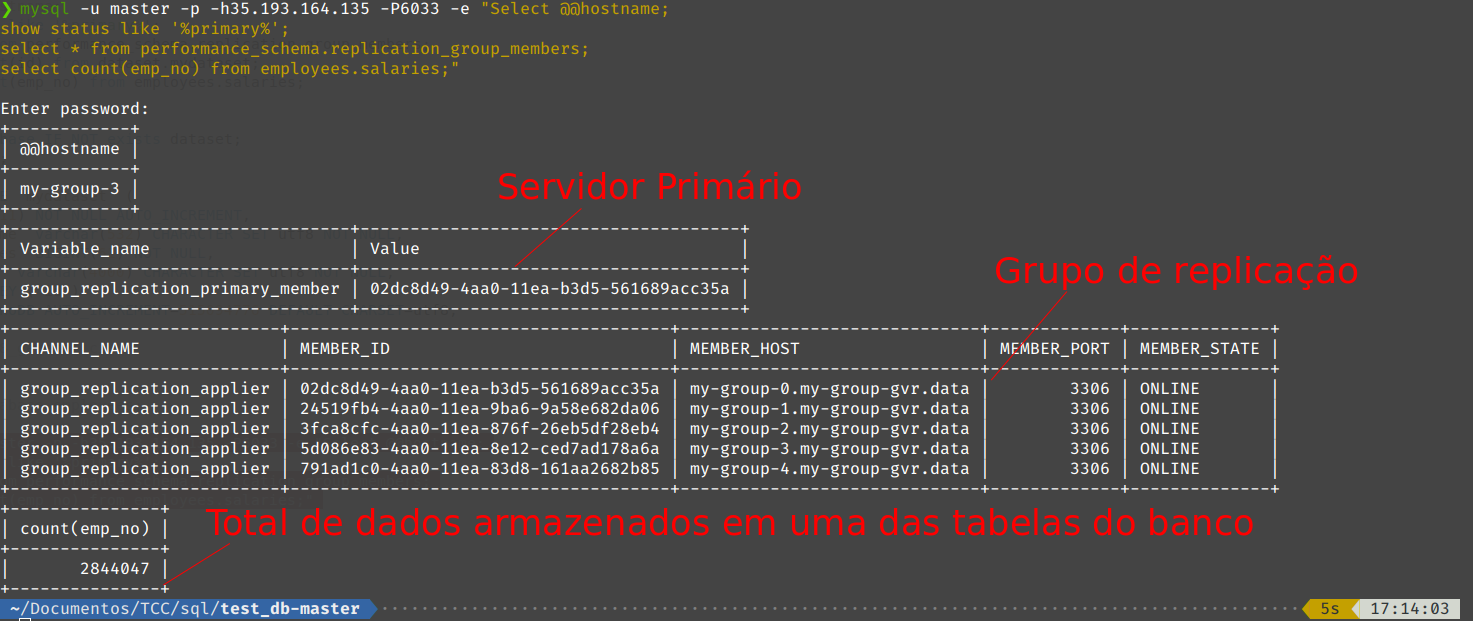 ❯ mysql -u master -p -h35.193.164.135 -P6033 -e "Select @@hostname;
show status like '%primary%';
select * from performance_schema.replication_group_members;
select count(emp_no) from employees.salaries;"
Enter password:
@@hostname
my-group-3
Servidor Primário
Variable_name | Value
group_replication_primary_member | 02dc8d49-4aa0-11ea-b3d5-561689acc35a
Grupo de replicação
CHANNEL_NAME | MEMBER_ID | MEMBER_HOST | MEMBER_PORT | MEMBER_STATE
group_replication_applier | 02dc8d49-4aa0-11ea-b3d5-561689acc35a | my-group-0.my-group-gvr.data | 3306 | ONLINE
group_replication_applier | 24519fb4-4aa0-11ea-9ba6-9a58e682da06 | my-group-1.my-group-gvr.data | 3306 | ONLINE
group_replication_applier | 3fca8cfc-4aa0-11ea-876f-26eb5df28eb4 | my-group-2.my-group-gvr.data | 3306 | ONLINE
group_replication_applier | 5d086e83-4aa0-11ea-8e12-ced7ad178a6a | my-group-3.my-group-gvr.data | 3306 | ONLINE
group_replication_applier | 791ad1c0-4aa0-11ea-83d8-161aa2682b85 | my-group-4.my-group-gvr.data | 3306 | ONLINE
Total de dados armazenados em uma das tabelas do banco
count(emp_no)
2844047
~/Documentos/TCC/sql/test_db-master 5s 17:14:03